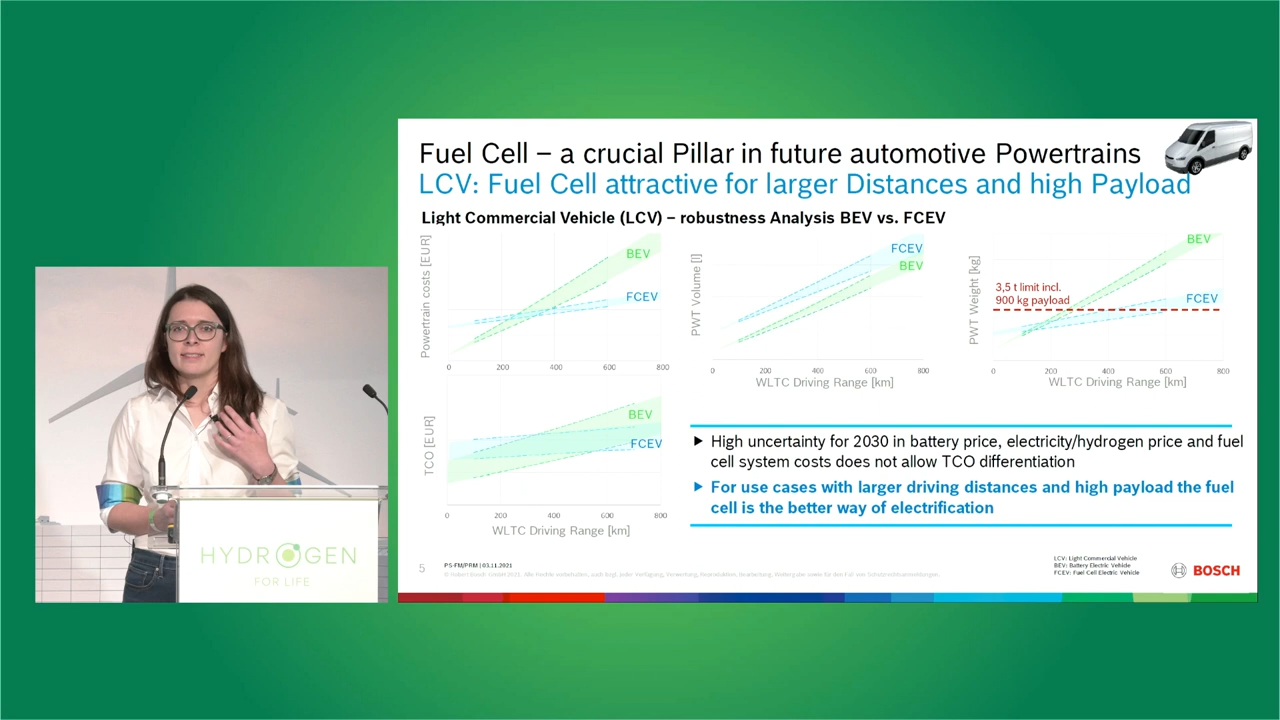 Fuel Cell – a crucial Pillar in future automotive Powertrains
LCV: Fuel Cell attractive for larger Distances and high Payload
Light Commercial Vehicle (LCV) – robustness Analysis BEV vs. FCEV
Powertrain costs [EUR]
BEV
FCEV
0 200 400 600 800
PWT Volume [l]
FCEV
BEV
0 200 400 600 800
WLTC Driving Range [km]
PWT Weight [kg]
BEV
3,5 t limit incl.
900 kg payload
FCEV
0 200 400 600 800
WLTC Driving Range [km]
TCO [EUR]
BEV
FCEV
0 200 400 600 800
WLTC Driving Range [km]
High uncertainty for 2030 in battery price, electricity/hydrogen price and fuel
cell system costs does not allow TCO differentiation
For use cases with larger driving distances and high payload the fuel
cell is the better way of electrification
HYDROGEN
FOR LIFE
5
PS-FM/PRM | 03.11.2021
LCV: Light Commercial Vehicle
BEV: Battery Electric Vehicle
FCEV: Fuel Cell Electric Vehicle
BOSCH